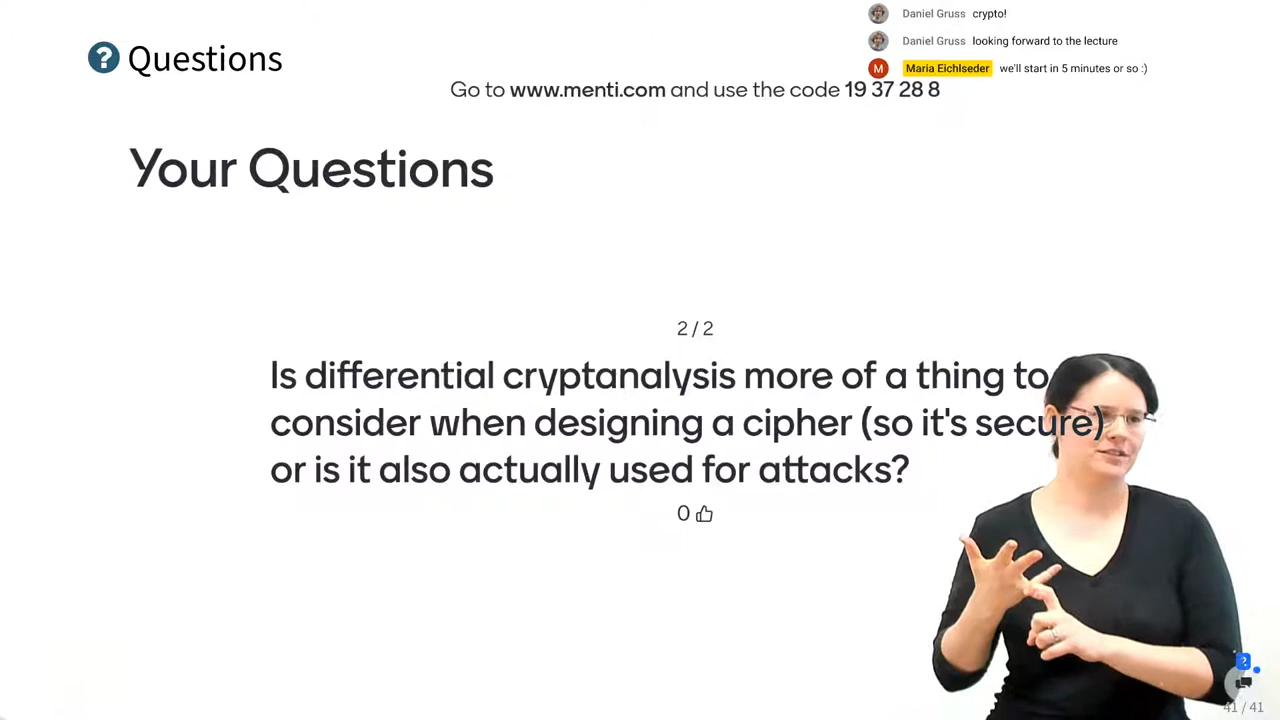 Daniel Gruss crypto!
Daniel Gruss looking forward to the lecture
M Maria Eichlseder we'll start in 5 minutes or so :)
? Questions
Go to www.menti.com and use the code 19 37 28 8
Your Questions
2 / 2
Is differential cryptanalysis more of a thing to
consider when designing a cipher (so it's secure)
or is it also actually used for attacks?
0
2
41 / 41